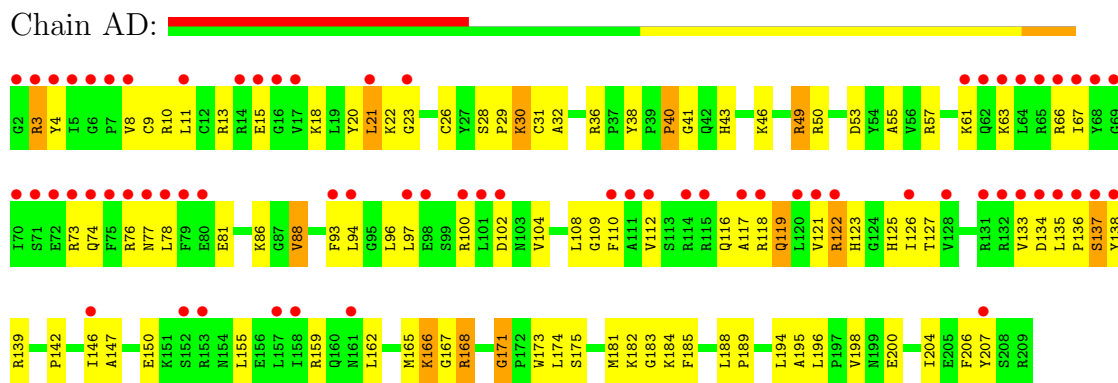 Chain AD:
G2 R3 Y4 I5 G6 P7 V8 C9 R10 L11 C12 R13 R14 E15 G16 V17 K18 L19 Y20 L21 K22 G23 C26 Y27 S28 P29 K30 C31 A32 R36 P37 Y38 P39 P40 G41 Q42 H43 K46 R49 R50 D53 Y54 A55 V56 R57 K61 Q62 K63 L64 R65 R66 I67 Y68 G69
I70 S71 E72 R73 Q74 F75 R76 N77 L78 F79 E80 E81 K86 G87 V88 F93 L94 G95 L96 L97 E98 S99 R100 L101 D102 N103 V104 L108 G109 F110 A111 V112 S113 R114 R115 Q116 A117 R118 Q119 L120 V121 R122 H123 G124 H125 I126 T127 V128 R131 R132 V133 D134 L135 P136 S137 Y138
R139 P142 I146 A147 E150 K151 S152 R153 N154 L155 E156 L157 I158 R159 Q160 N161 L162 M165 K166 G167 R168 G171 P172 W173 L174 S175 M181 K182 G183 K184 F185 L188 P189 L194 A195 L196 P197 V198 N199 E200 I204 E205 F206 Y207 S208 R209